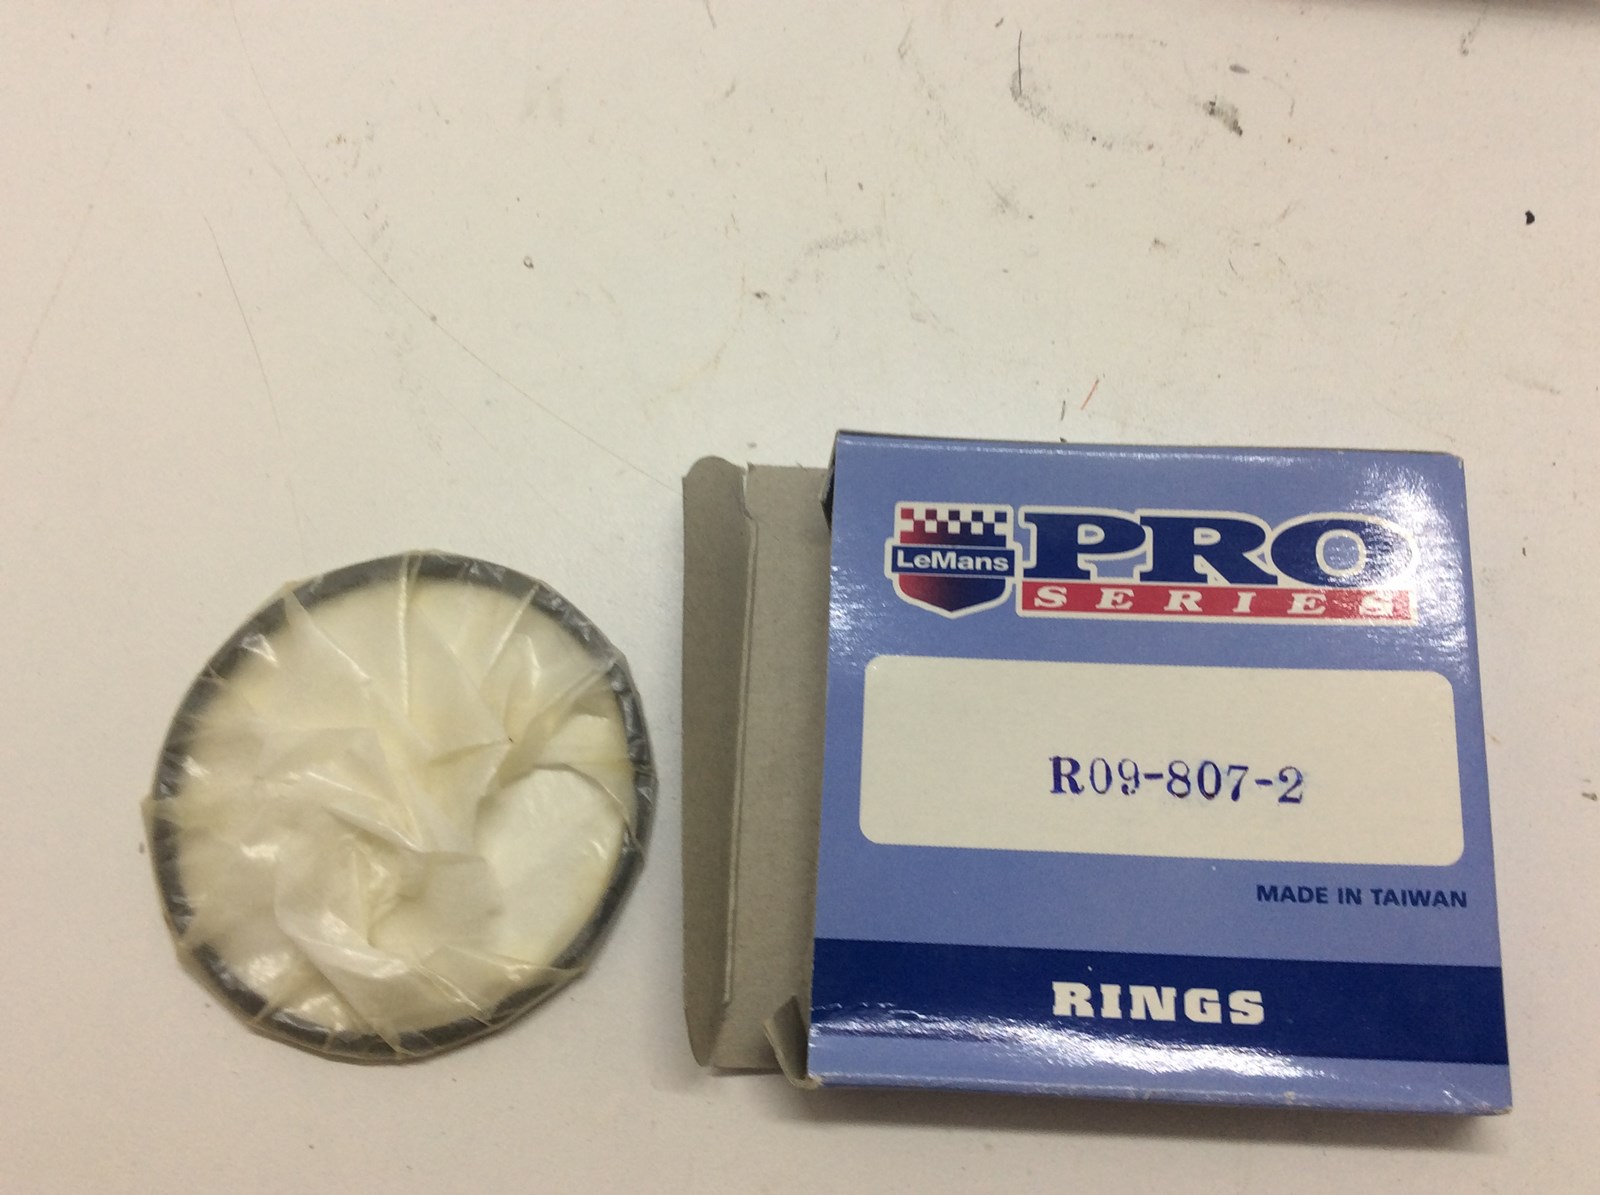 LeMans
PRO
SERIES
R09-807-2
MADE IN TAIWAN
RINGS